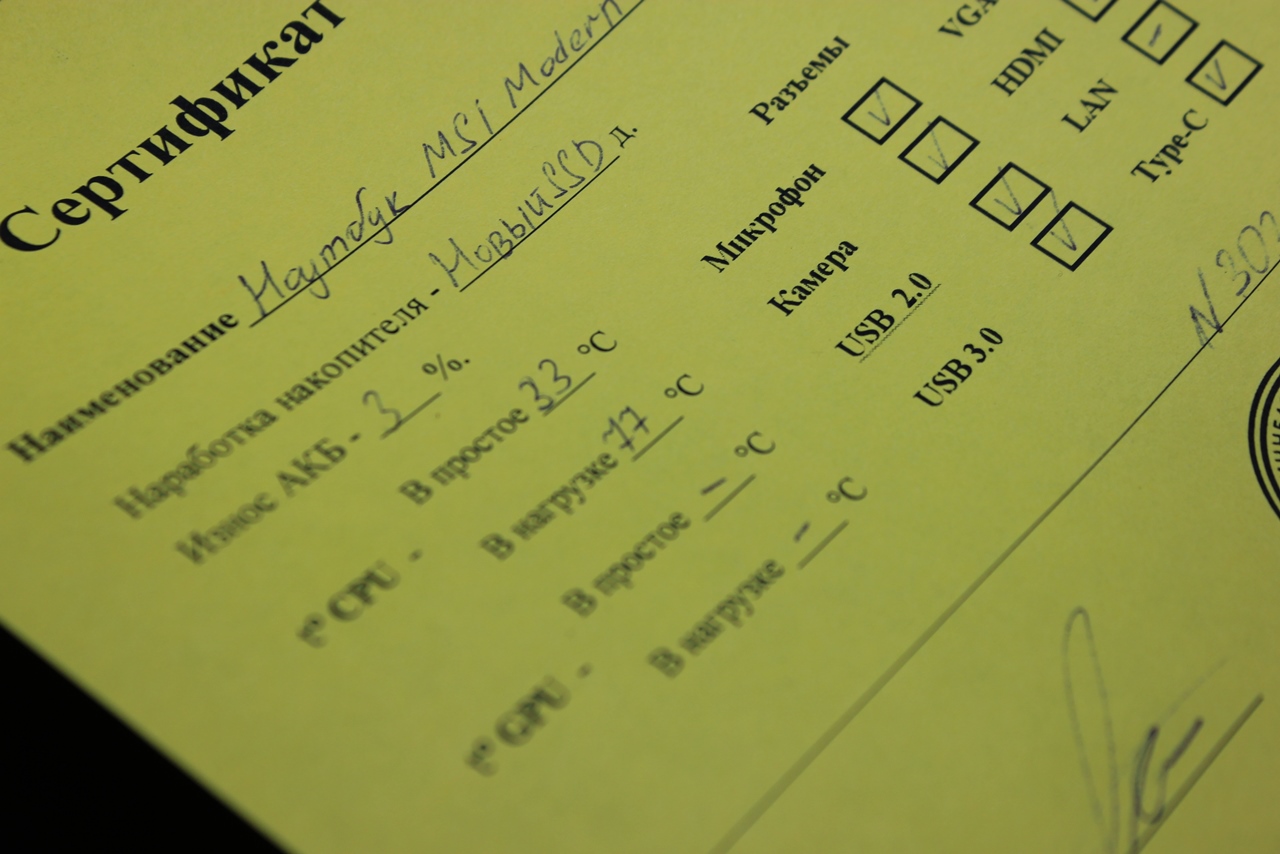 Сертификат
Наименование Ноутбук MSI Modern
Наработка накопителя - Новый SSD д.
Износ АКБ - 3 %.
t° CPU - В простое 33 °C
В нагрузке 77 °C
t° GPU - В простое – °C
В нагрузке – °C
Разъемы
Микрофон
Камера
USB 2.0
USB 3.0
VGA
HDMI
LAN
Type-C
N 302